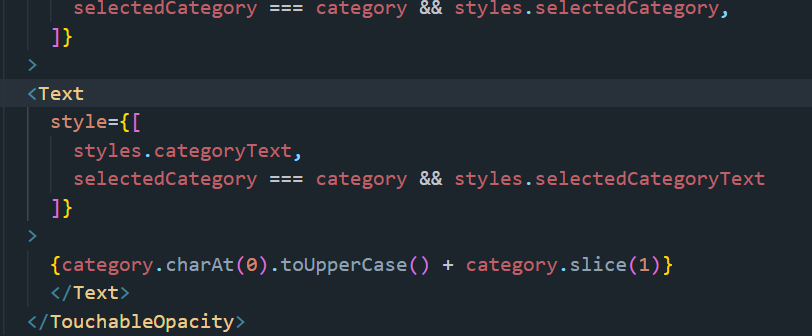 selectedCategory === category && styles.selectedCategory,
]}
>
<Text
style={[
styles.categoryText,
selectedCategory === category && styles.selectedCategoryText
]}
>
{category.charAt(0).toUpperCase() + category.slice(1)}
</Text>
</TouchableOpacity>